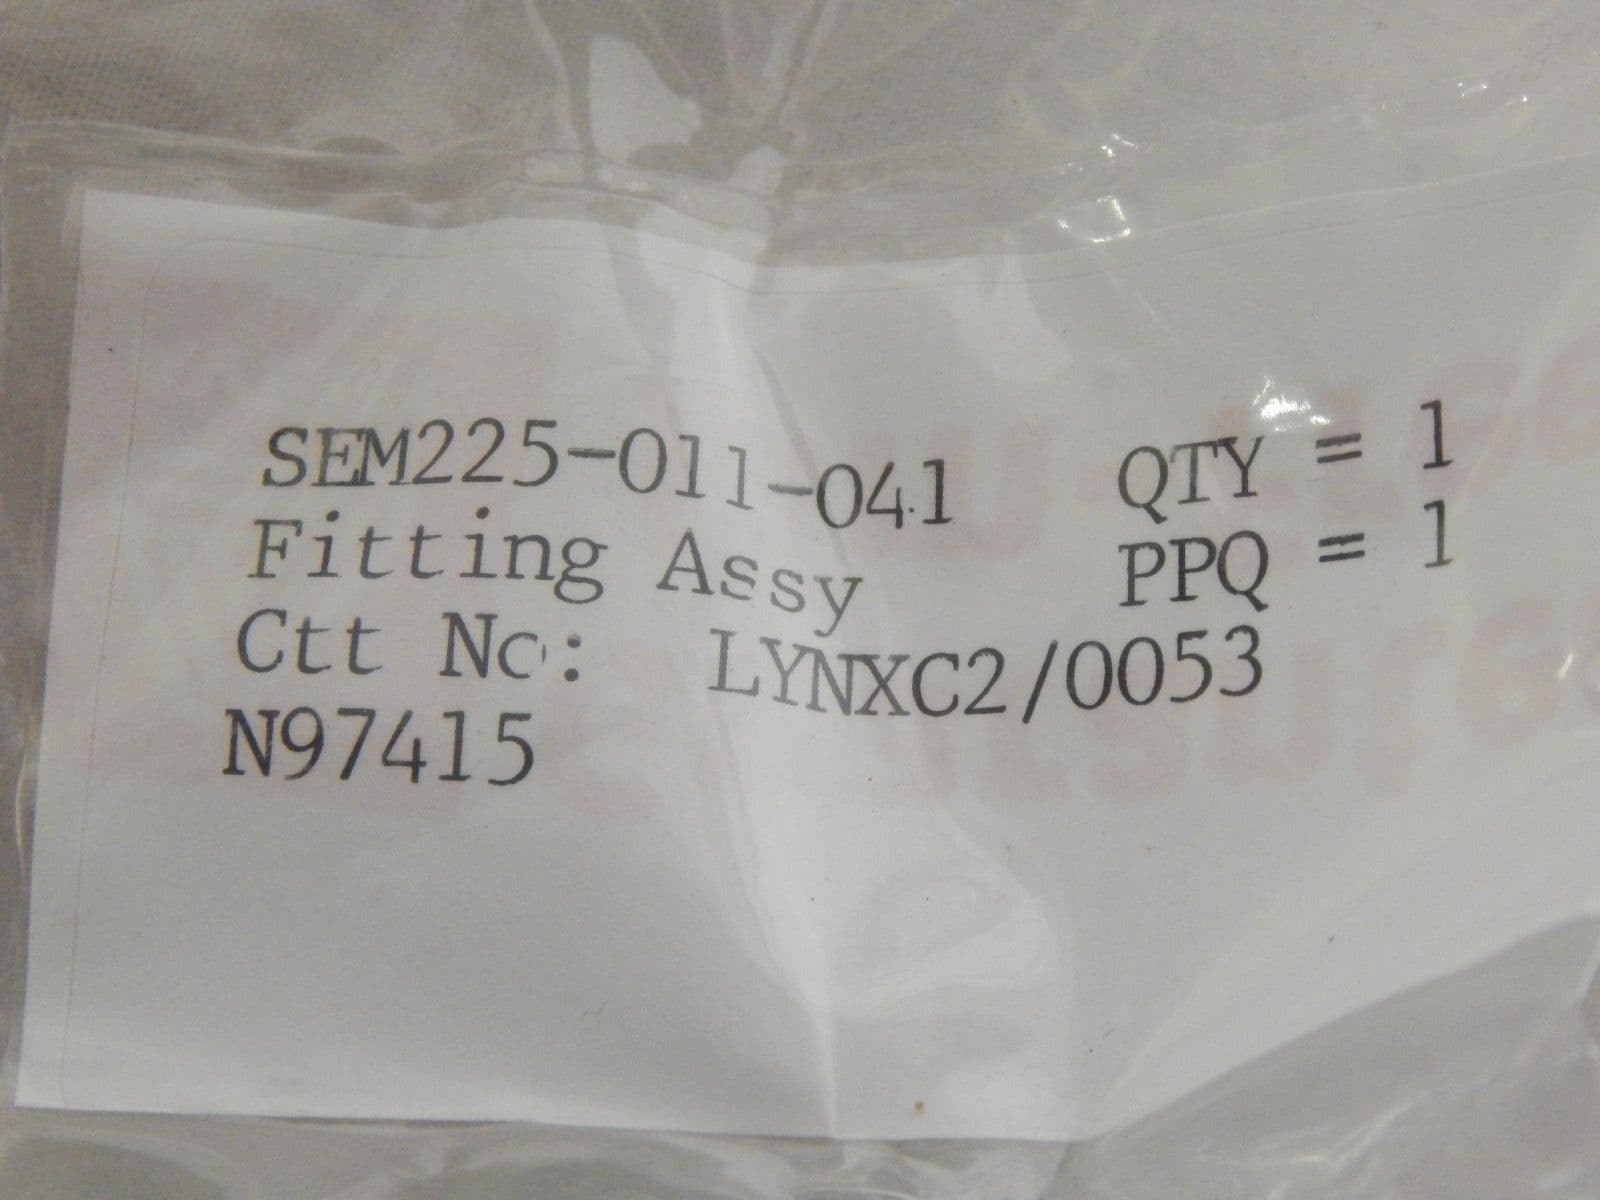 SEM225-011-041 QTY = 1
Fitting Assy PPQ = 1
Ctt No: LYNXC2/0053
N97415